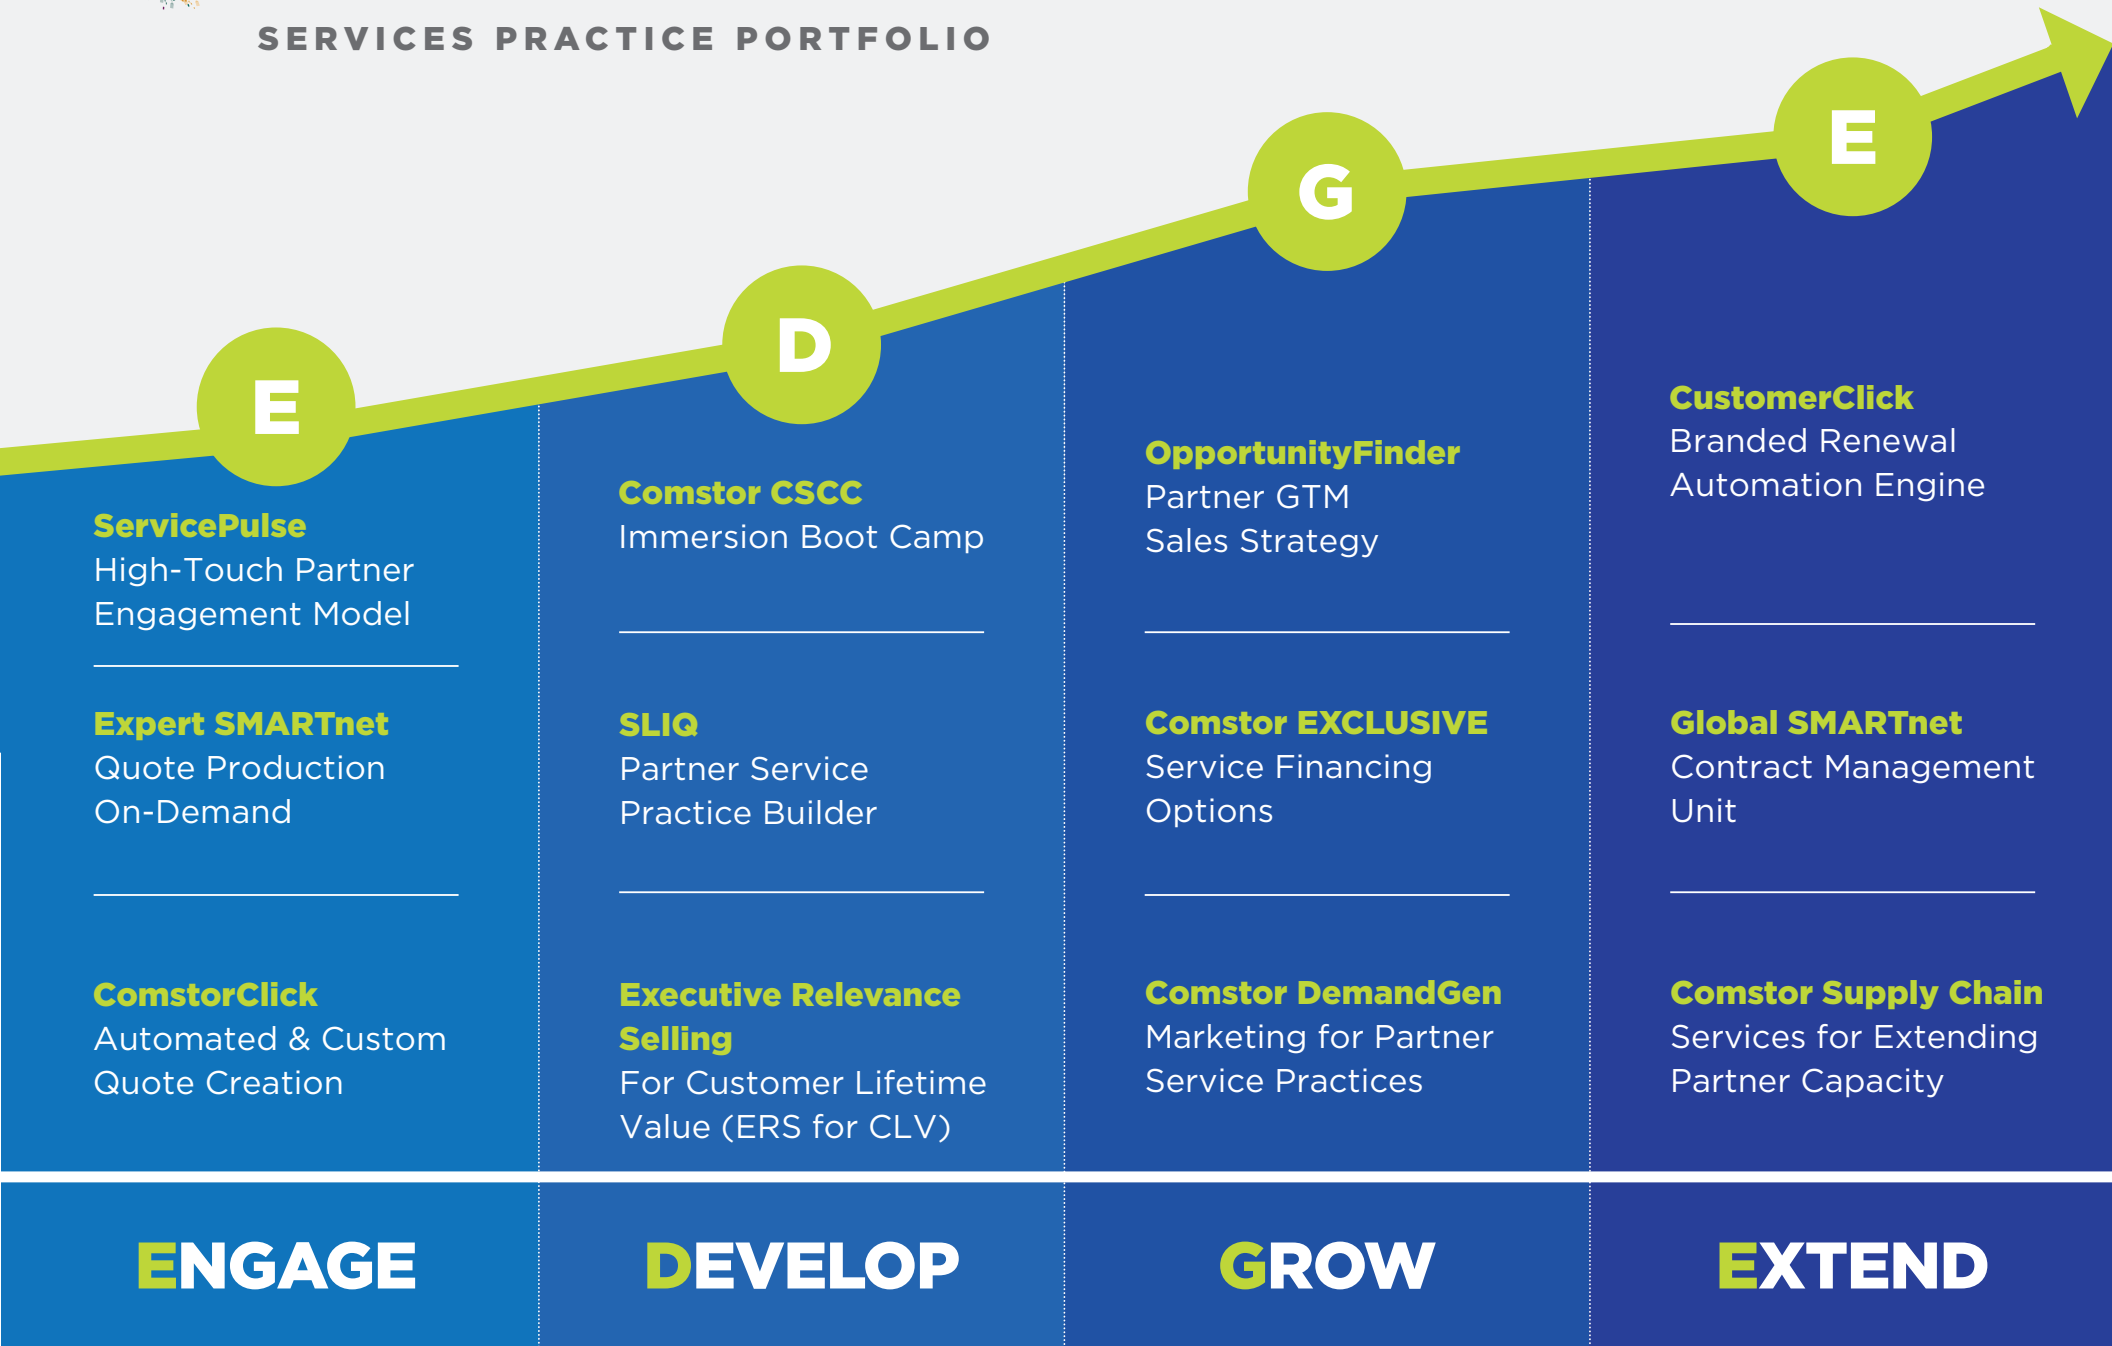 SERVICES PRACTICE PORTFOLIO
E
D
G
E
ServicePulse
High-Touch Partner
Engagement Model
Expert SMARTnet
Quote Production
On-Demand
ComstorClick
Automated & Custom
Quote Creation
ENGAGE
Comstor CSCC
Immersion Boot Camp
SLIQ
Partner Service
Practice Builder
Executive Relevance
Selling
For Customer Lifetime
Value (ERS for CLV)
DEVELOP
OpportunityFinder
Partner GTM
Sales Strategy
Comstor EXCLUSIVE
Service Financing
Options
Comstor DemandGen
Marketing for Partner
Service Practices
GROW
CustomerClick
Branded Renewal
Automation Engine
Global SMARTnet
Contract Management
Unit
Comstor Supply Chain
Services for Extending
Partner Capacity
EXTEND